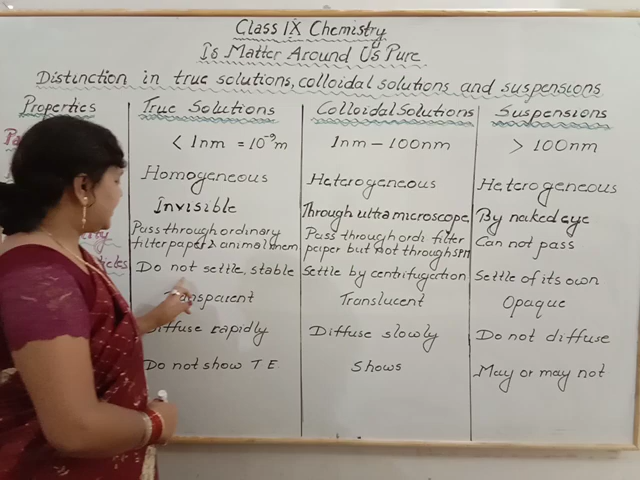 Class IX Chemistry
Is Matter Around Us Pure
Distinction in true solutions, colloidal solutions and suspensions
Properties True Solutions Colloidal Solutions Suspensions
< 1nm = 10⁻⁹m 1nm – 100nm > 100nm
Homogeneous Heterogeneous Heterogeneous
Invisible Through ultra microscope By naked eye
Pass through ordinary Pass through ordi filter Can not pass
filter paper & animal mem paper but not through
Do not settle, stable Settle by centrifugation Settle of its own
Transparent Translucent Opaque
Diffuse rapidly Diffuse slowly Do not diffuse
Do not show T.E. Shows May or may not